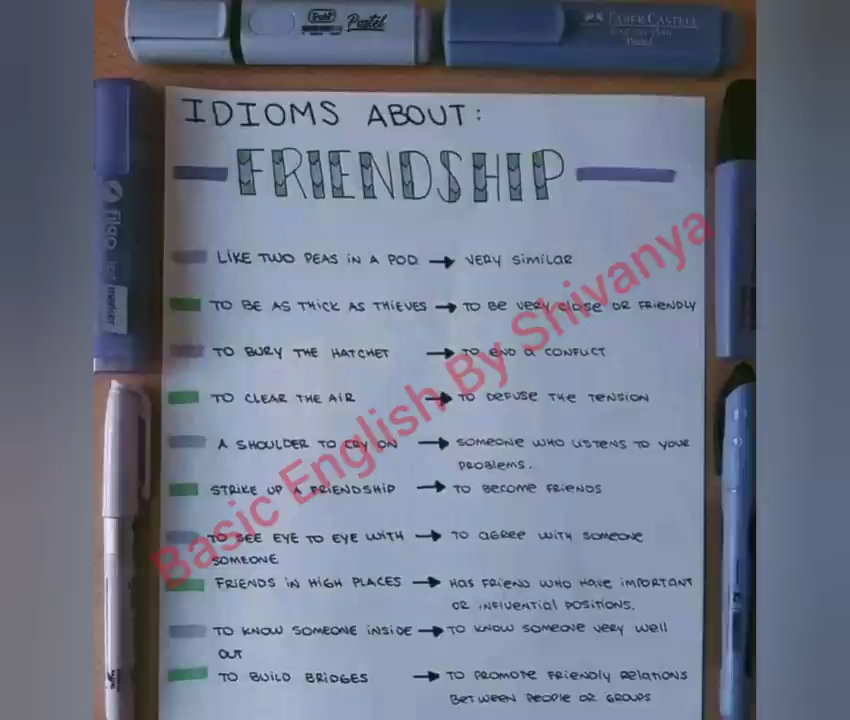 Pastel
FABER CASTELL
filgo
marker
IDIOMS ABOUT:
FRIENDSHIP
LIKE TWO PEAS IN A POD → VERY SIMILAR
TO BE AS THICK AS THIEVES → TO BE VERY CLOSE OR FRIENDLY
TO BURY THE HATCHET → TO END A CONFLICT
TO CLEAR THE AIR → TO DEFUSE THE TENSION
A SHOULDER TO CRY ON → SOMEONE WHO LISTENS TO YOUR
PROBLEMS.
STRIKE UP A FRIENDSHIP → TO BECOME FRIENDS
TO SEE EYE TO EYE WITH → TO AGREE WITH SOMEONE
SOMEONE
FRIENDS IN HIGH PLACES → HAS FRIEND WHO HAVE IMPORTANT
OR INFLUENTIAL POSITIONS.
TO KNOW SOMEONE INSIDE → TO KNOW SOMEONE VERY WELL
OUT
TO BUILD BRIDGES → TO PROMOTE FRIENDLY RELATIONS
BETWEEN PEOPLE OR GROUPS
Basic English By Shivanya